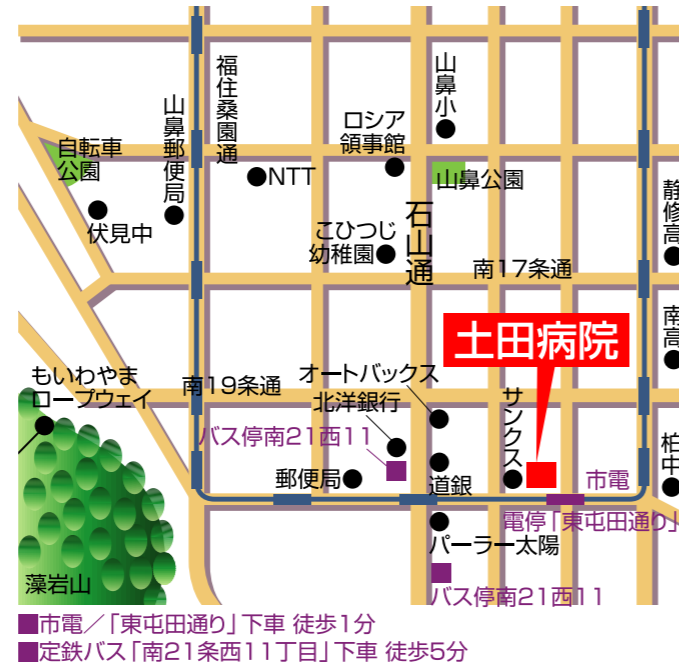 福住桑園通
山鼻小
山鼻郵便局
ロシア
領事館
自転車
公園
NTT
山鼻公園
静修高
伏見中
こひつじ
幼稚園
石山通
南17条通
南高
土田病院
もいわやま
ロープウェイ
南19条通
オートバックス
北洋銀行
サンクス
バス停南21西11
柏中
郵便局
道銀
市電
電停「東屯田通り」
パーラー太陽
藻岩山
バス停南21西11
■市電／「東屯田通り」下車 徒歩1分
■定鉄バス「南21条西11丁目」下車 徒歩5分